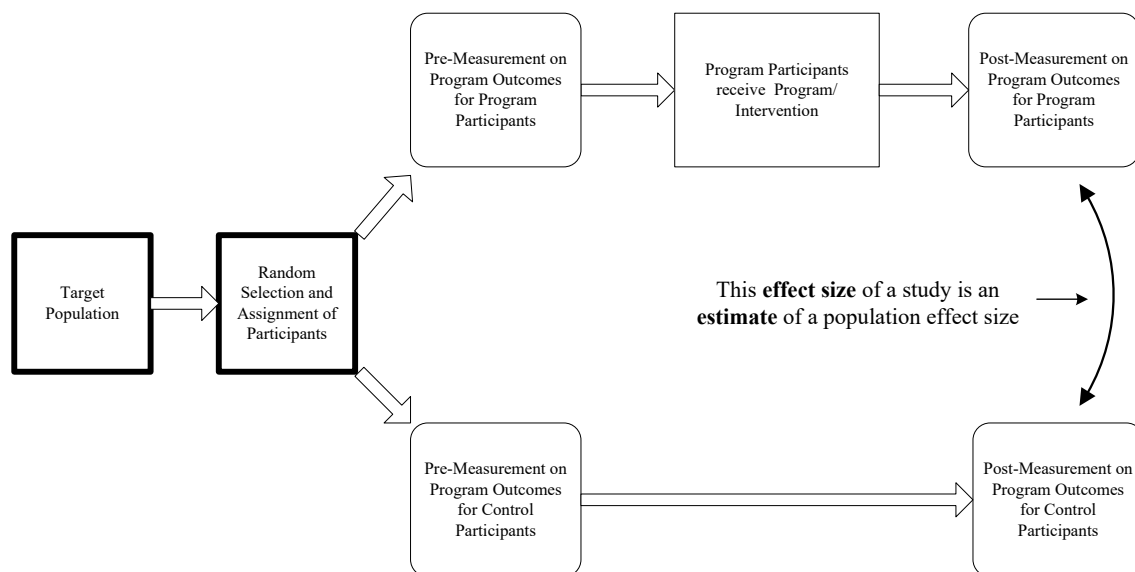 Pre-Measurement on
Program Outcomes
for Program
Participants
Program Participants
receive Program/
Intervention
Post-Measurement on
Program Outcomes
for Program
Participants
Target
Population
Random
Selection and
Assignment of
Participants
This effect size of a study is an
estimate of a population effect size
Pre-Measurement on
Program Outcomes
for Control
Participants
Post-Measurement on
Program Outcomes
for Control
Participants